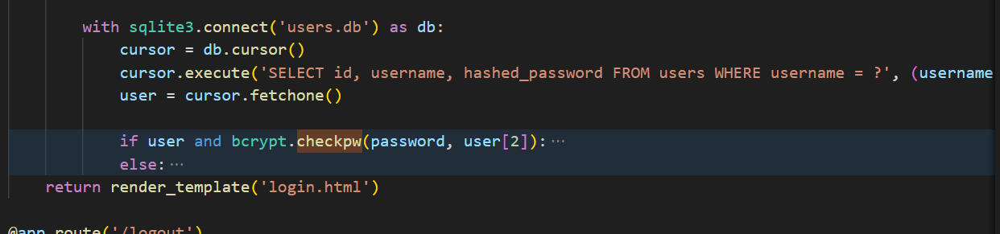 with sqlite3.connect('users.db') as db:
cursor = db.cursor()
cursor.execute('SELECT id, username, hashed_password FROM users WHERE username = ?', (username
user = cursor.fetchone()
if user and bcrypt.checkpw(password, user[2]):⋯
else:⋯
return render_template('login.html')
@app.route('/logout')